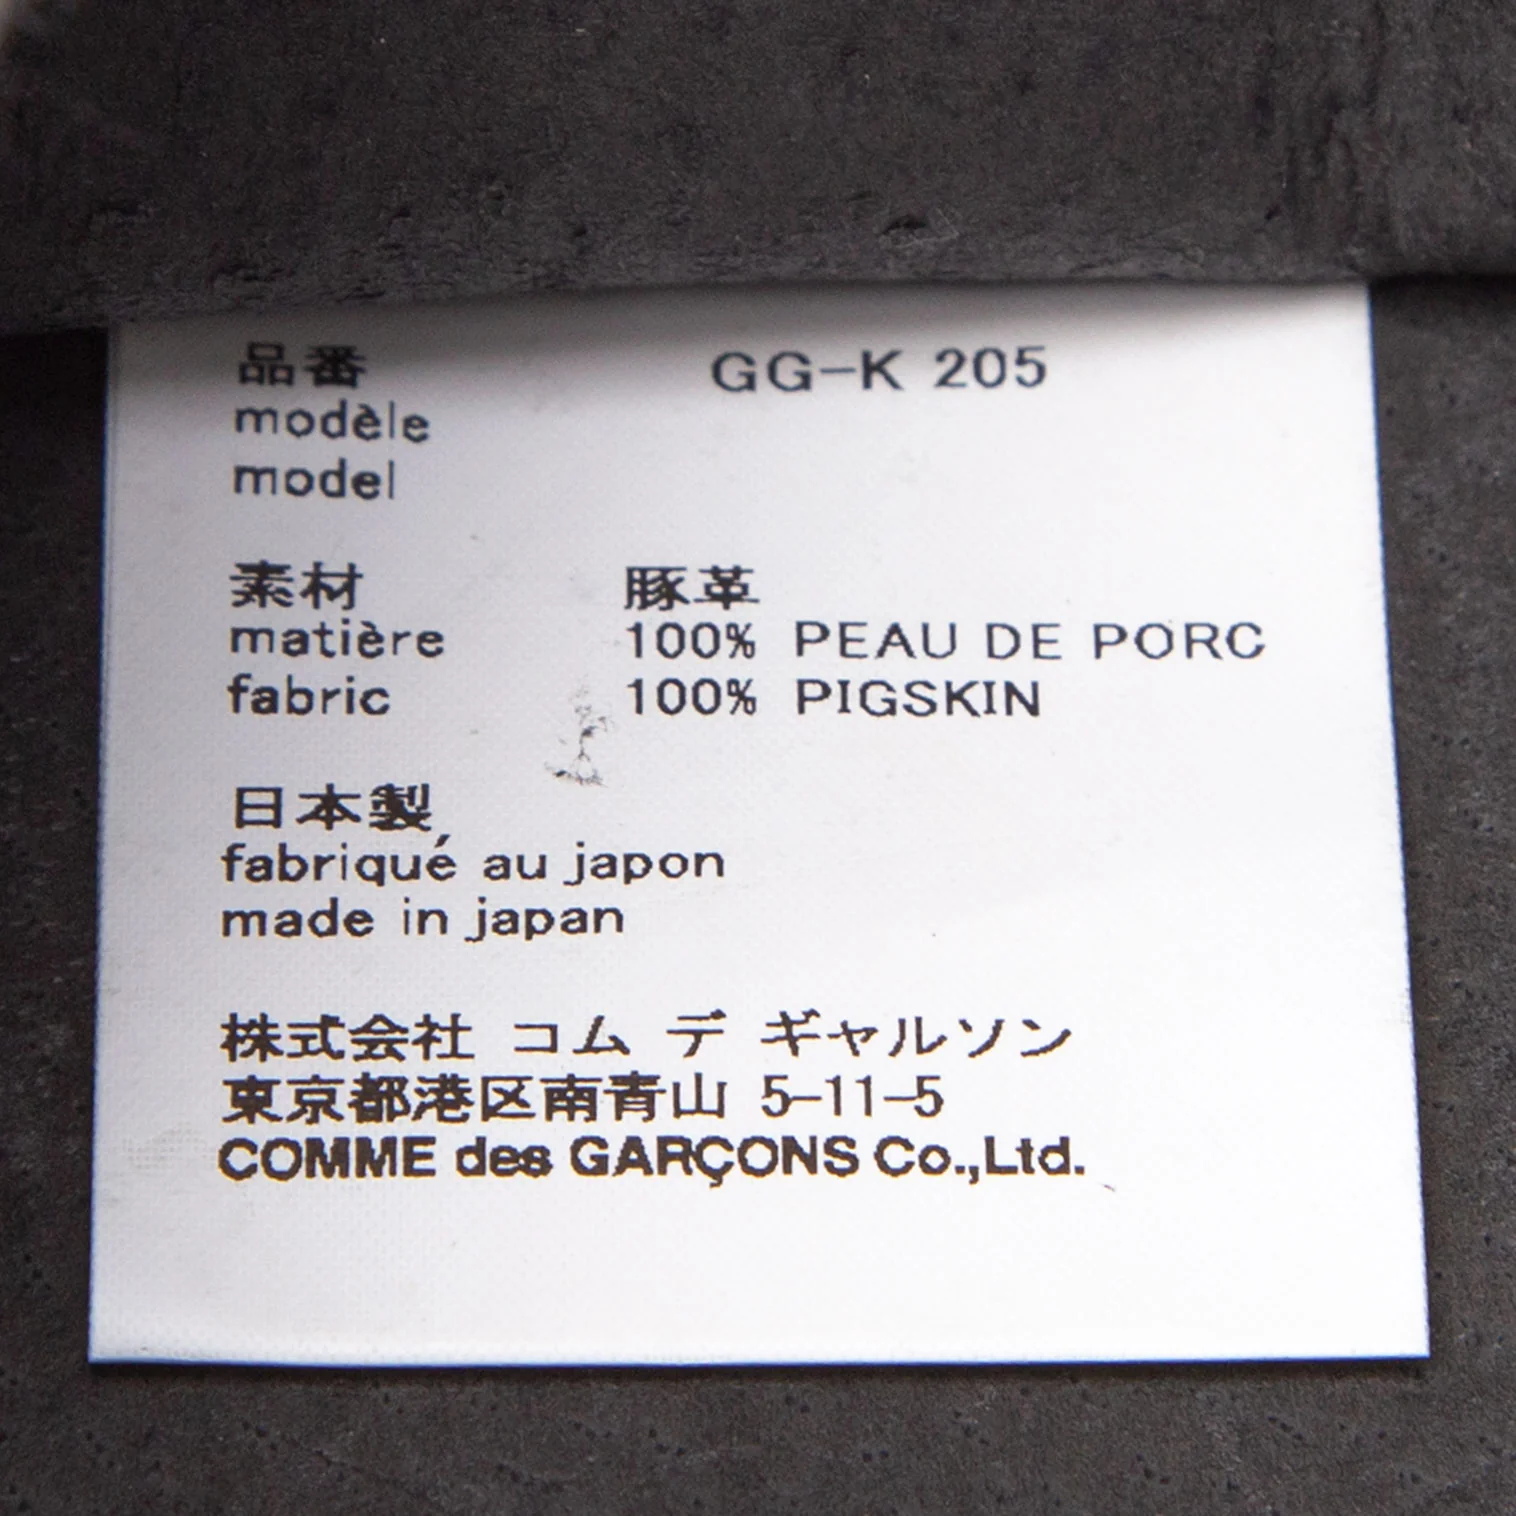 品番 GG-K 205
modèle
model
素材 豚革
matière 100% PEAU DE PORC
fabric 100% PIGSKIN
日本製
fabriqué au japon
made in japan
株式会社 コム デ ギャルソン
東京都港区南青山 5-11-5
COMME des GARÇONS Co.,Ltd.